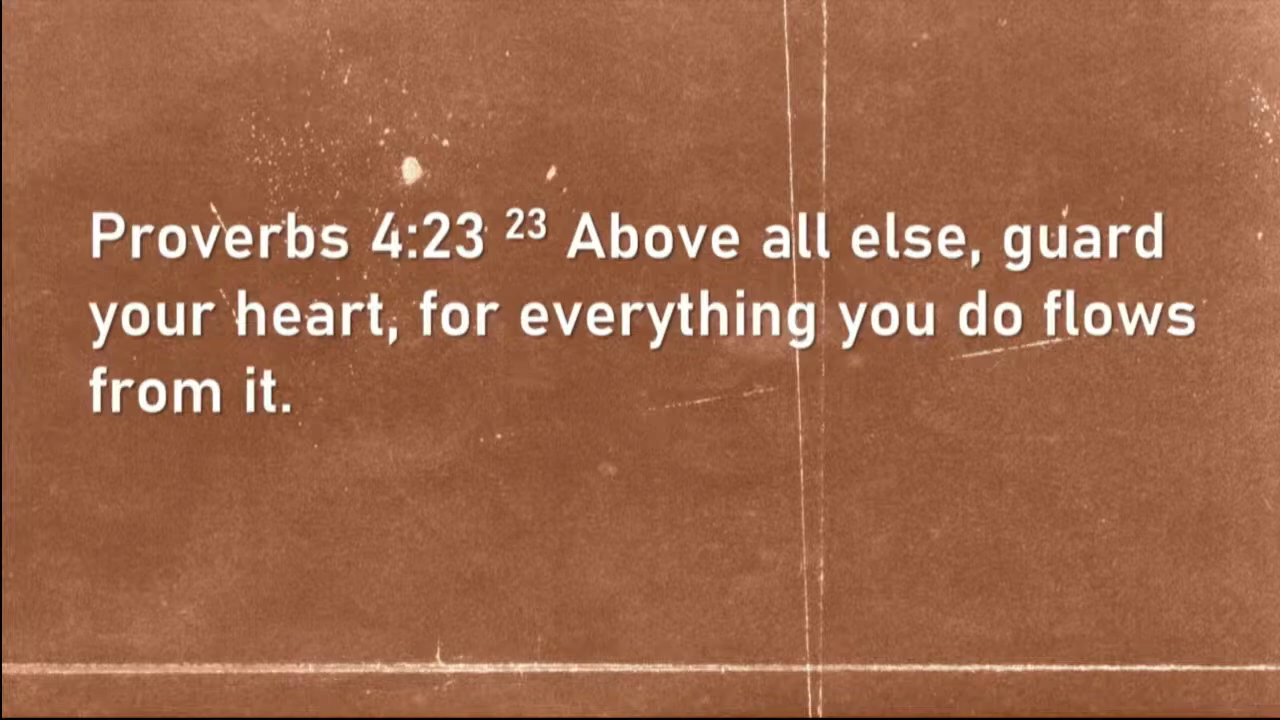 Proverbs 4:23 ²³ Above all else, guard
your heart, for everything you do flows
from it.